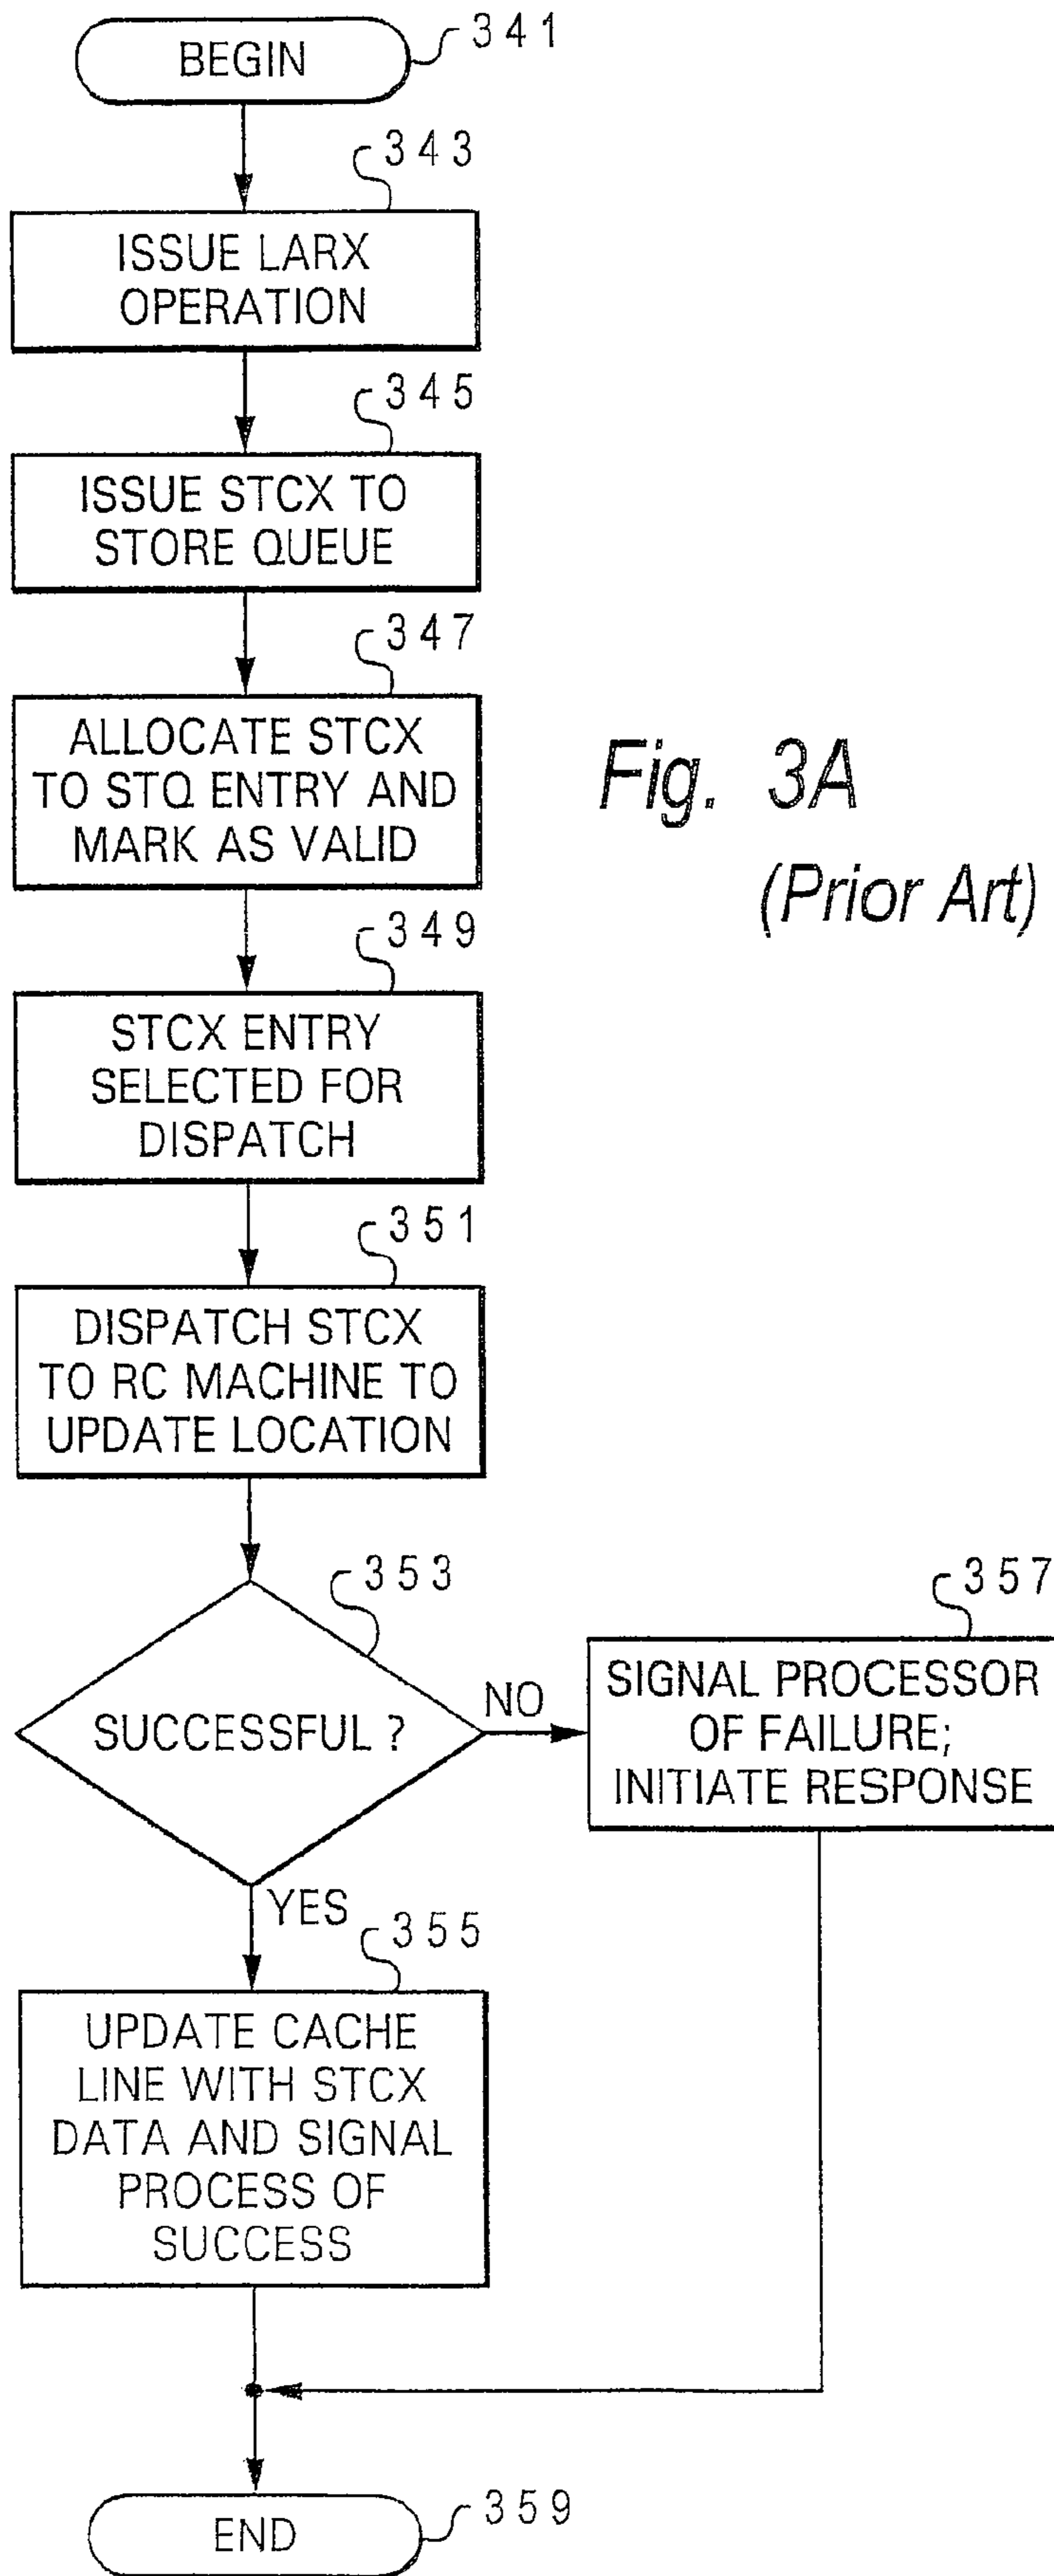 BEGIN
341
343
ISSUE LARX
OPERATION
345
ISSUE STCX TO
STORE QUEUE
347
ALLOCATE STCX
TO STQ ENTRY AND
MARK AS VALID
Fig. 3A
(Prior Art)
349
STCX ENTRY
SELECTED FOR
DISPATCH
351
DISPATCH STCX
TO RC MACHINE TO
UPDATE LOCATION
353
SUCCESSFUL ?
NO
357
SIGNAL PROCESSOR
OF FAILURE;
INITIATE RESPONSE
YES
355
UPDATE CACHE
LINE WITH STCX
DATA AND SIGNAL
PROCESS OF
SUCCESS
END
359